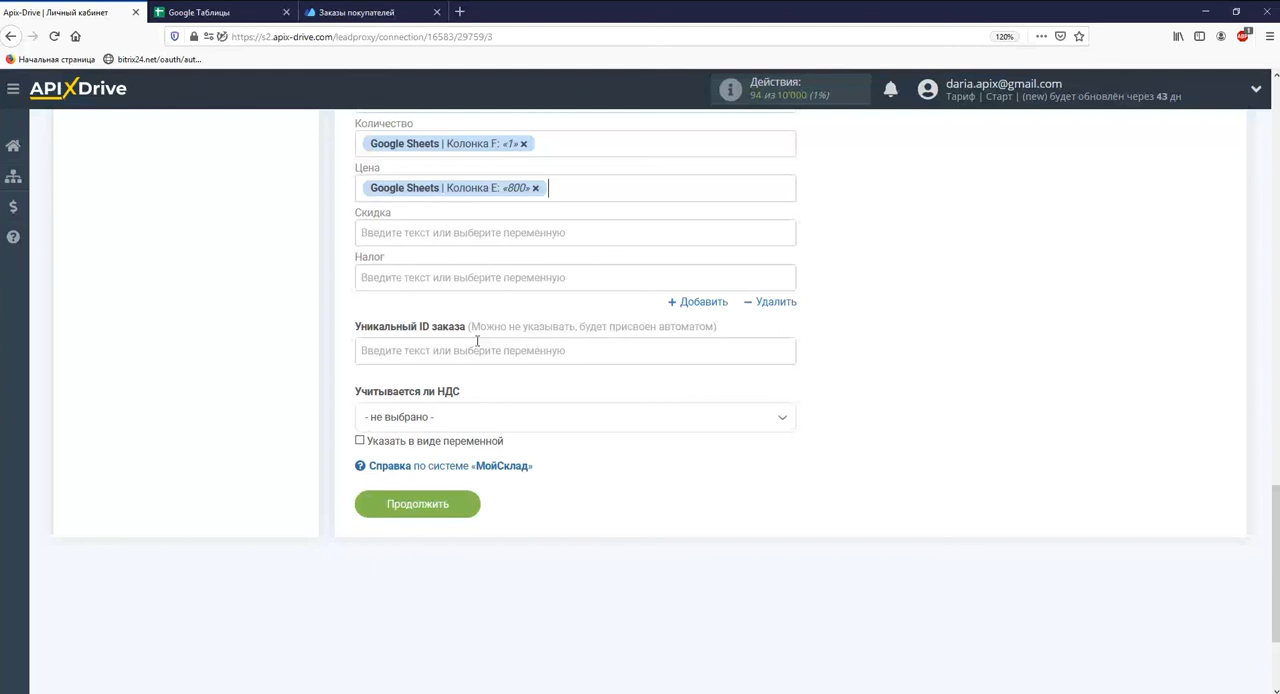 Apix-Drive | Личный кабинет
Google Таблицы
Заказы покупателей
https://s2.apix-drive.com/leadproxy/connection/16583/29759/3
120%
Начальная страница
bitrix24.net/oauth/aut...
APIXDrive
Действия:
94 из 10'000 (1%)
daria.apix@gmail.com
Тариф | Старт | (new) будет обновлён через 43 дн
Количество
Google Sheets | Колонка F: «1» ×
Цена
Google Sheets | Колонка E: «800» ×
Скидка
Введите текст или выберите переменную
Налог
Введите текст или выберите переменную
+ Добавить − Удалить
Уникальный ID заказа (Можно не указывать, будет присвоен автоматом)
Введите текст или выберите переменную
Учитывается ли НДС
- не выбрано -
Указать в виде переменной
Справка по системе «МойСклад»
Продолжить